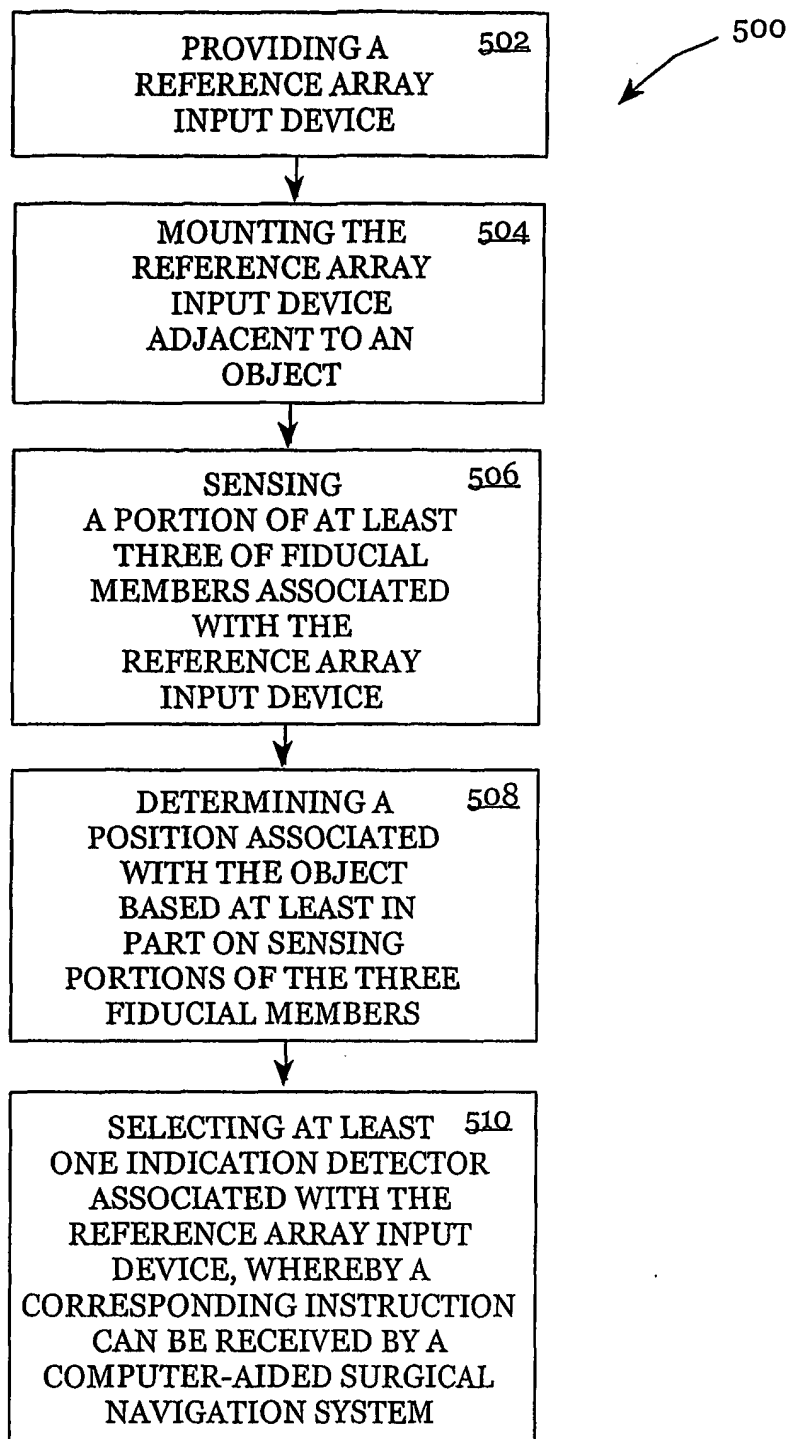 500
PROVIDING A 502
REFERENCE ARRAY
INPUT DEVICE
MOUNTING THE 504
REFERENCE ARRAY
INPUT DEVICE
ADJACENT TO AN
OBJECT
SENSING 506
A PORTION OF AT LEAST
THREE OF FIDUCIAL
MEMBERS ASSOCIATED
WITH THE
REFERENCE ARRAY
INPUT DEVICE
DETERMINING A 508
POSITION ASSOCIATED
WITH THE OBJECT
BASED AT LEAST IN
PART ON SENSING
PORTIONS OF THE THREE
FIDUCIAL MEMBERS
SELECTING AT LEAST 510
ONE INDICATION DETECTOR
ASSOCIATED WITH THE
REFERENCE ARRAY INPUT
DEVICE, WHEREBY A
CORRESPONDING INSTRUCTION
CAN BE RECEIVED BY A
COMPUTER-AIDED SURGICAL
NAVIGATION SYSTEM